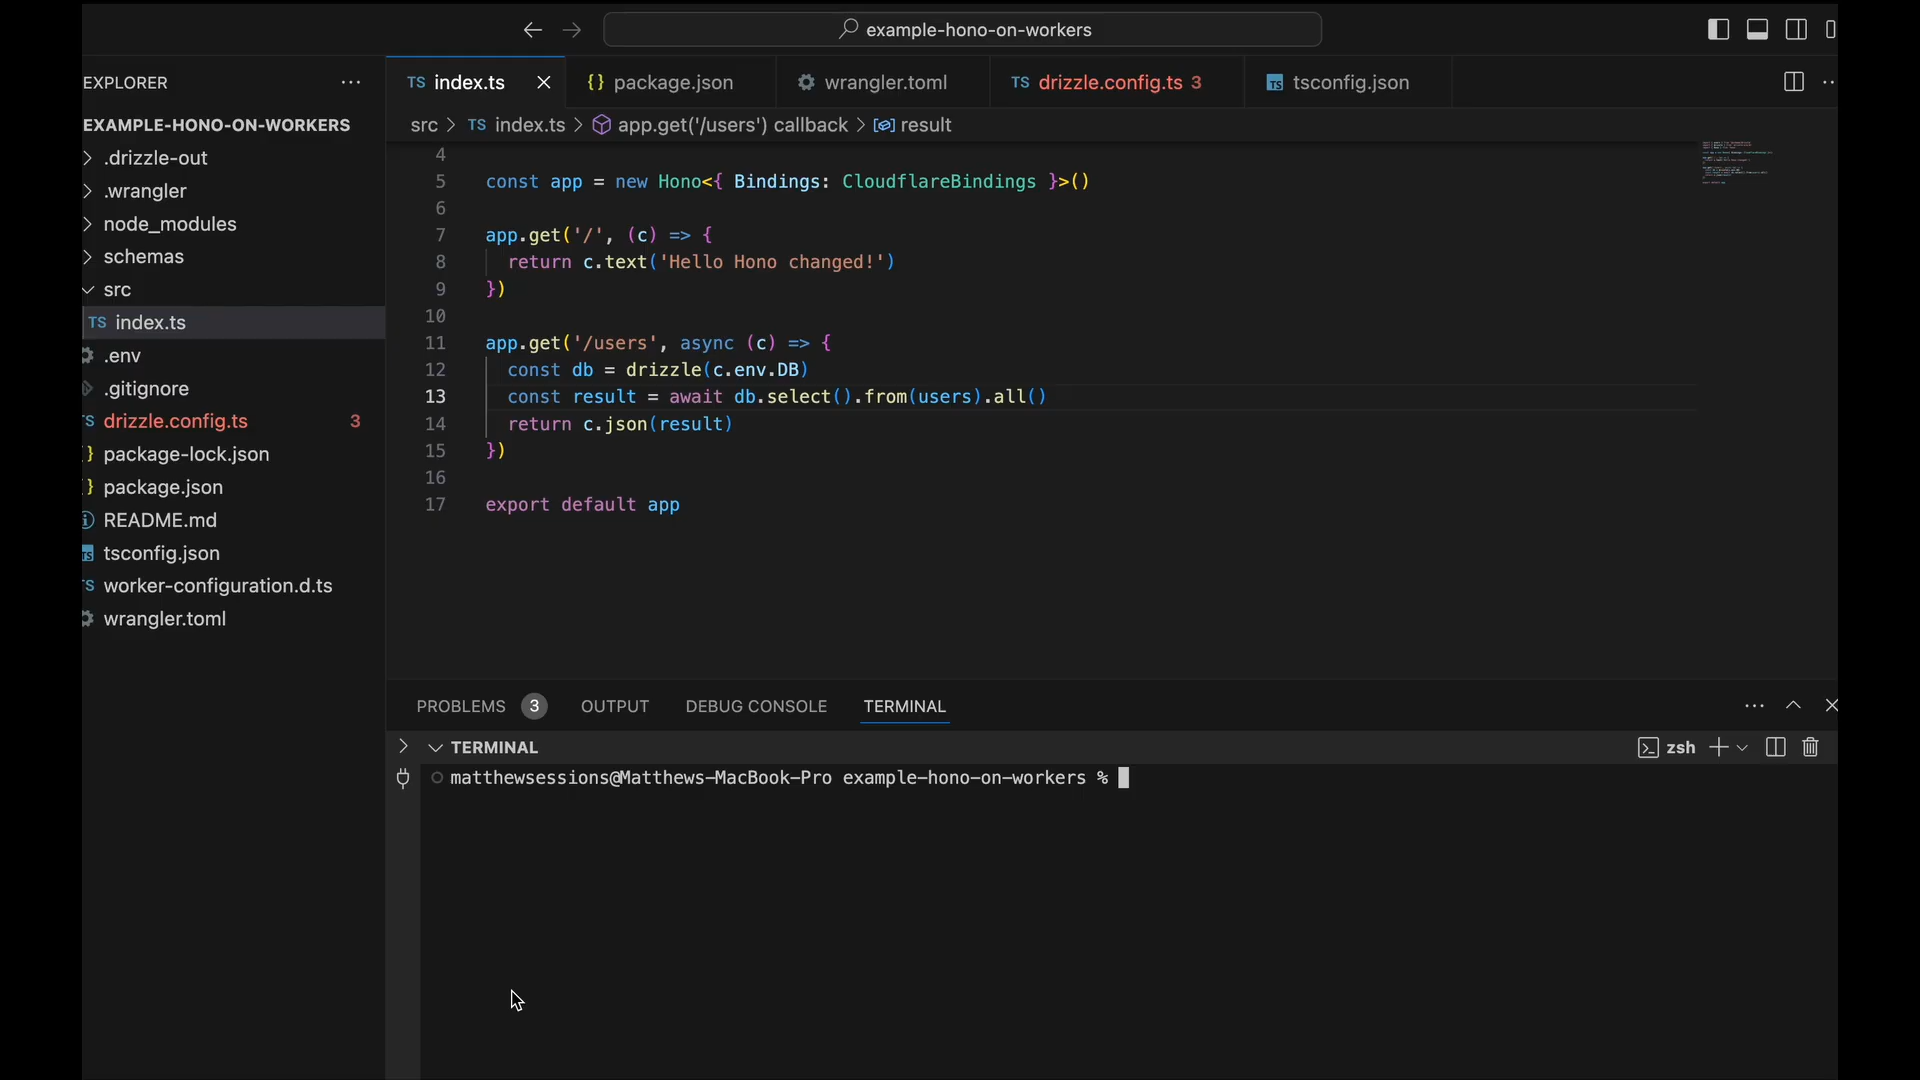 example-hono-on-workers
EXPLORER
EXAMPLE-HONO-ON-WORKERS
.drizzle-out
.wrangler
node_modules
schemas
src
TS index.ts
.env
.gitignore
drizzle.config.ts 3
package-lock.json
package.json
README.md
tsconfig.json
worker-configuration.d.ts
wrangler.toml
TS index.ts
{} package.json
wrangler.toml
TS drizzle.config.ts 3
TS tsconfig.json
src > TS index.ts > app.get('/users') callback > result
4
5 const app = new Hono<{ Bindings: CloudflareBindings }>()
6
7 app.get('/', (c) => {
8 return c.text('Hello Hono changed!')
9 })
10
11 app.get('/users', async (c) => {
12 const db = drizzle(c.env.DB)
13 const result = await db.select().from(users).all()
14 return c.json(result)
15 })
16
17 export default app
PROBLEMS 3 OUTPUT DEBUG CONSOLE TERMINAL
TERMINAL
zsh
matthewsessions@Matthews-MacBook-Pro example-hono-on-workers %